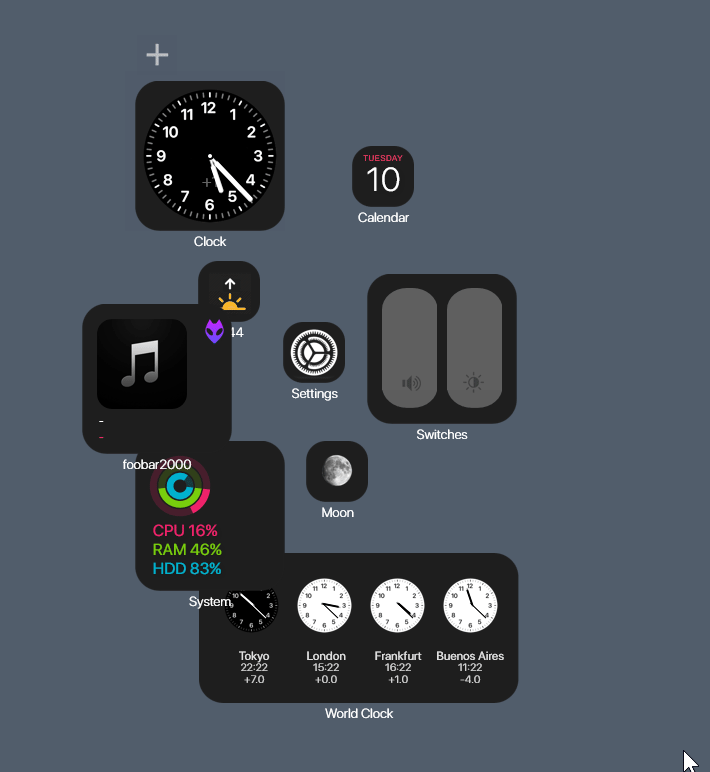 12
11 1
10 2
9 3
8 4
7 5
6
Clock
TUESDAY
10
Calendar
44
-
-
foobar2000
Settings
Switches
Moon
CPU 16%
RAM 46%
HDD 83%
System
Tokyo
22:22
+7.0
London
15:22
+0.0
Frankfurt
16:22
+1.0
Buenos Aires
11:22
-4.0
World Clock